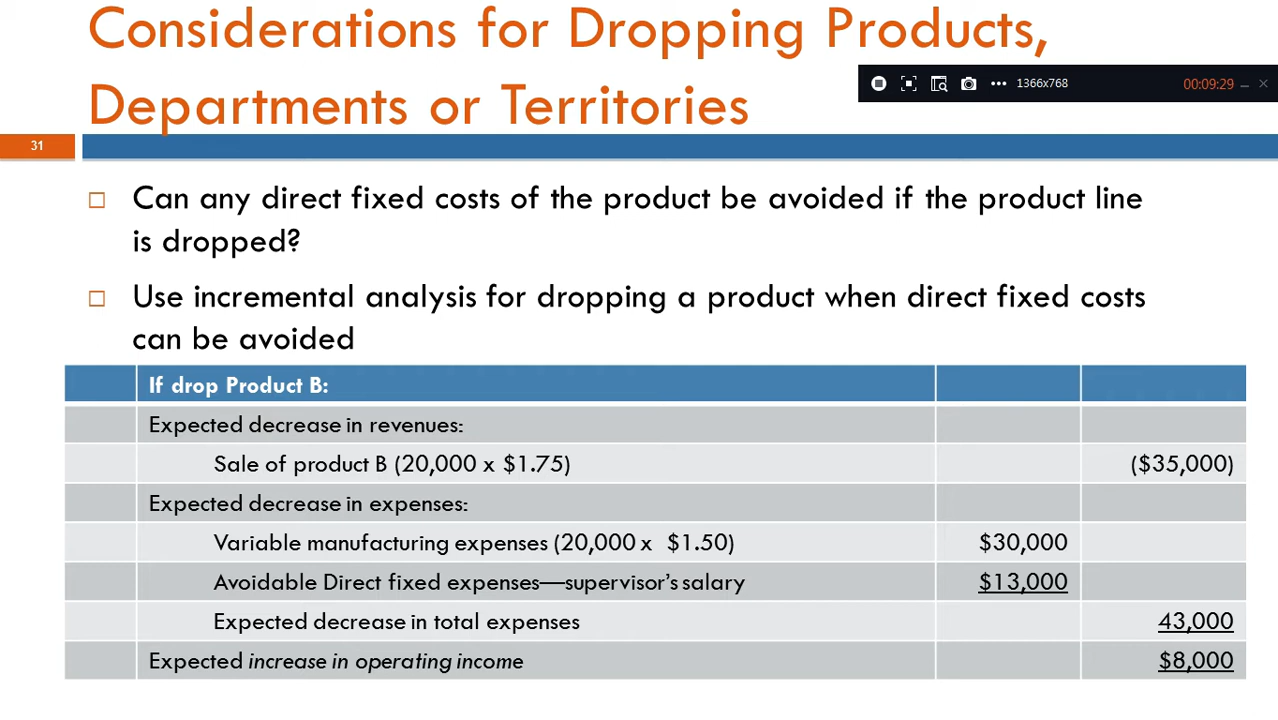 Considerations for Dropping Products,
Departments or Territories
1366x768
00:09:29
31
Can any direct fixed costs of the product be avoided if the product line
is dropped?
Use incremental analysis for dropping a product when direct fixed costs
can be avoided
If drop Product B:
Expected decrease in revenues:
Sale of product B (20,000 x $1.75) ($35,000)
Expected decrease in expenses:
Variable manufacturing expenses (20,000 x $1.50) $30,000
Avoidable Direct fixed expenses—supervisor's salary $13,000
Expected decrease in total expenses 43,000
Expected increase in operating income $8,000